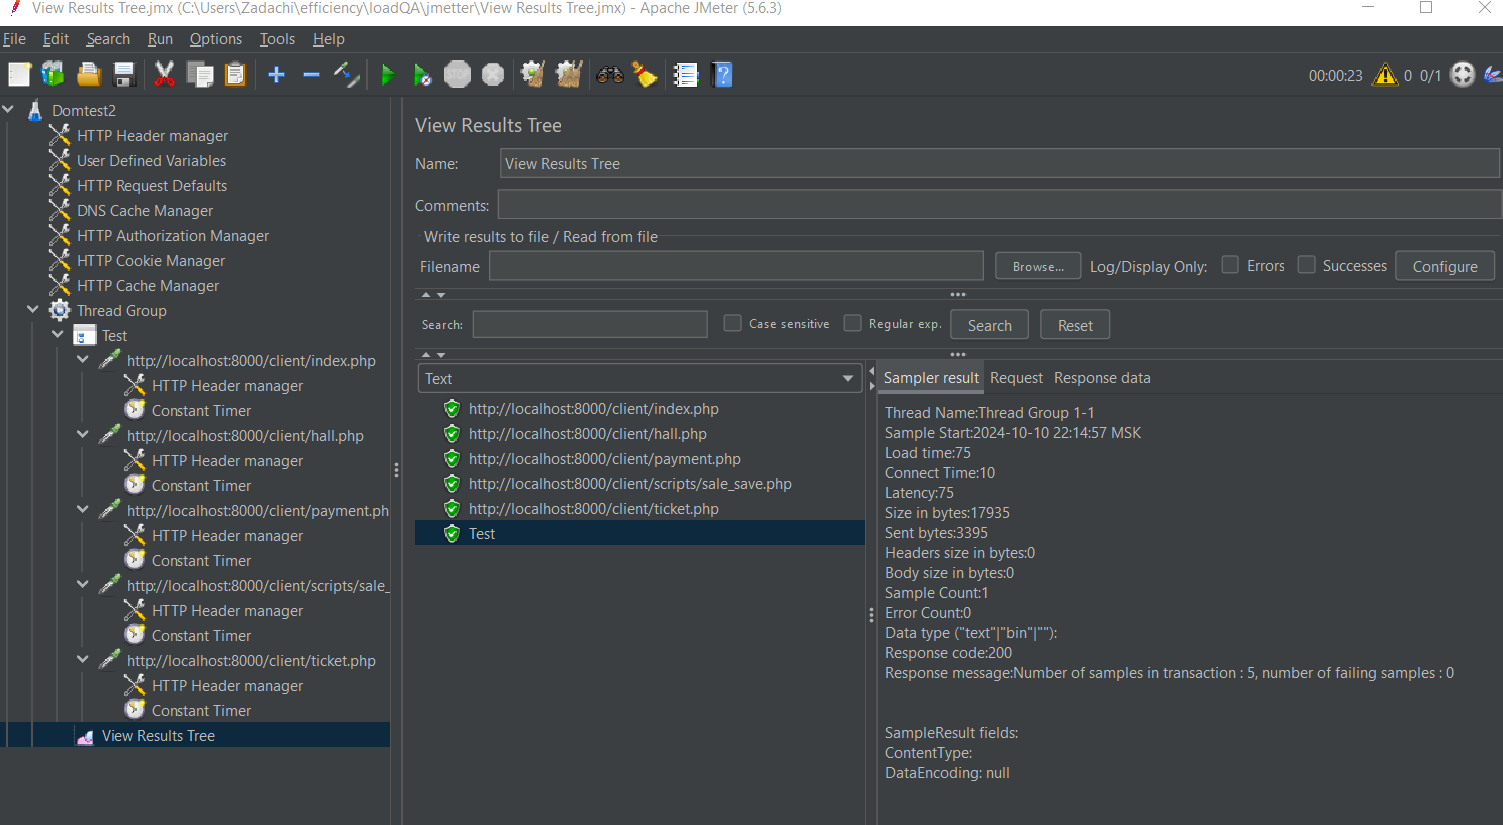 View Results Tree.jmx (C:\Users\Zadachi\efficiency\loadQA\jmetter\View Results Tree.jmx) - Apache JMeter (5.6.3)
File Edit Search Run Options Tools Help
STOP
00:00:23 0 0/1
Domtest2
HTTP Header manager
User Defined Variables
HTTP Request Defaults
DNS Cache Manager
HTTP Authorization Manager
HTTP Cookie Manager
HTTP Cache Manager
Thread Group
Test
http://localhost:8000/client/index.php
HTTP Header manager
Constant Timer
http://localhost:8000/client/hall.php
HTTP Header manager
Constant Timer
http://localhost:8000/client/payment.ph
HTTP Header manager
Constant Timer
http://localhost:8000/client/scripts/sale_
HTTP Header manager
Constant Timer
http://localhost:8000/client/ticket.php
HTTP Header manager
Constant Timer
View Results Tree
View Results Tree
Name: View Results Tree
Comments:
Write results to file / Read from file
Filename Browse... Log/Display Only: Errors Successes Configure
Search: Case sensitive Regular exp. Search Reset
Text
http://localhost:8000/client/index.php
http://localhost:8000/client/hall.php
http://localhost:8000/client/payment.php
http://localhost:8000/client/scripts/sale_save.php
http://localhost:8000/client/ticket.php
Test
Sampler result Request Response data
Thread Name:Thread Group 1-1
Sample Start:2024-10-10 22:14:57 MSK
Load time:75
Connect Time:10
Latency:75
Size in bytes:17935
Sent bytes:3395
Headers size in bytes:0
Body size in bytes:0
Sample Count:1
Error Count:0
Data type ("text"|"bin"|""):
Response code:200
Response message:Number of samples in transaction : 5, number of failing samples : 0
SampleResult fields:
ContentType:
DataEncoding: null